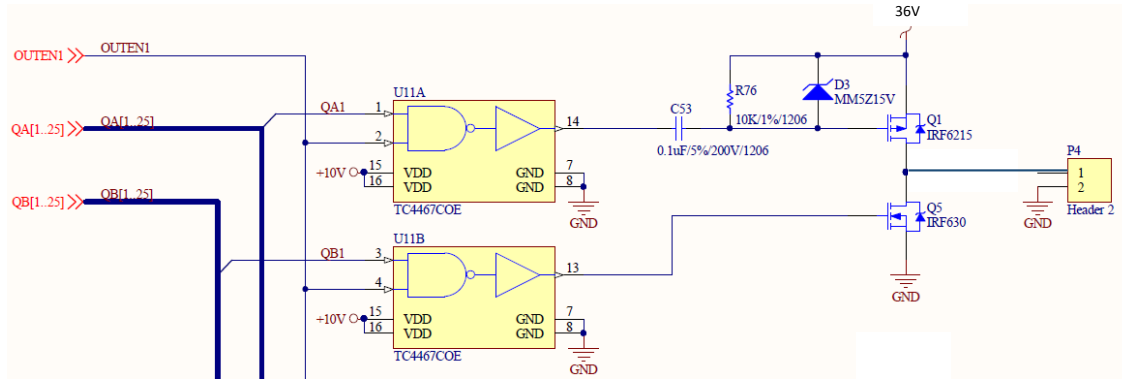 36V
OUTEN1
OUTEN1
U11A
D3
MM5Z15V
R76
10K/1%/1206
QA1
1
2
14
C53
0.1uF/5%/200V/1206
Q1
IRF6215
QA[1..25]
QA[1..25]
+10V
15
16
VDD
VDD
GND
GND
7
8
TC4467COE
GND
P4
1
2
Header 2
GND
QB[1..25]
QB[1..25]
Q5
IRF630
GND
U11B
QB1
3
4
13
+10V
15
16
VDD
VDD
GND
GND
7
8
TC4467COE
GND